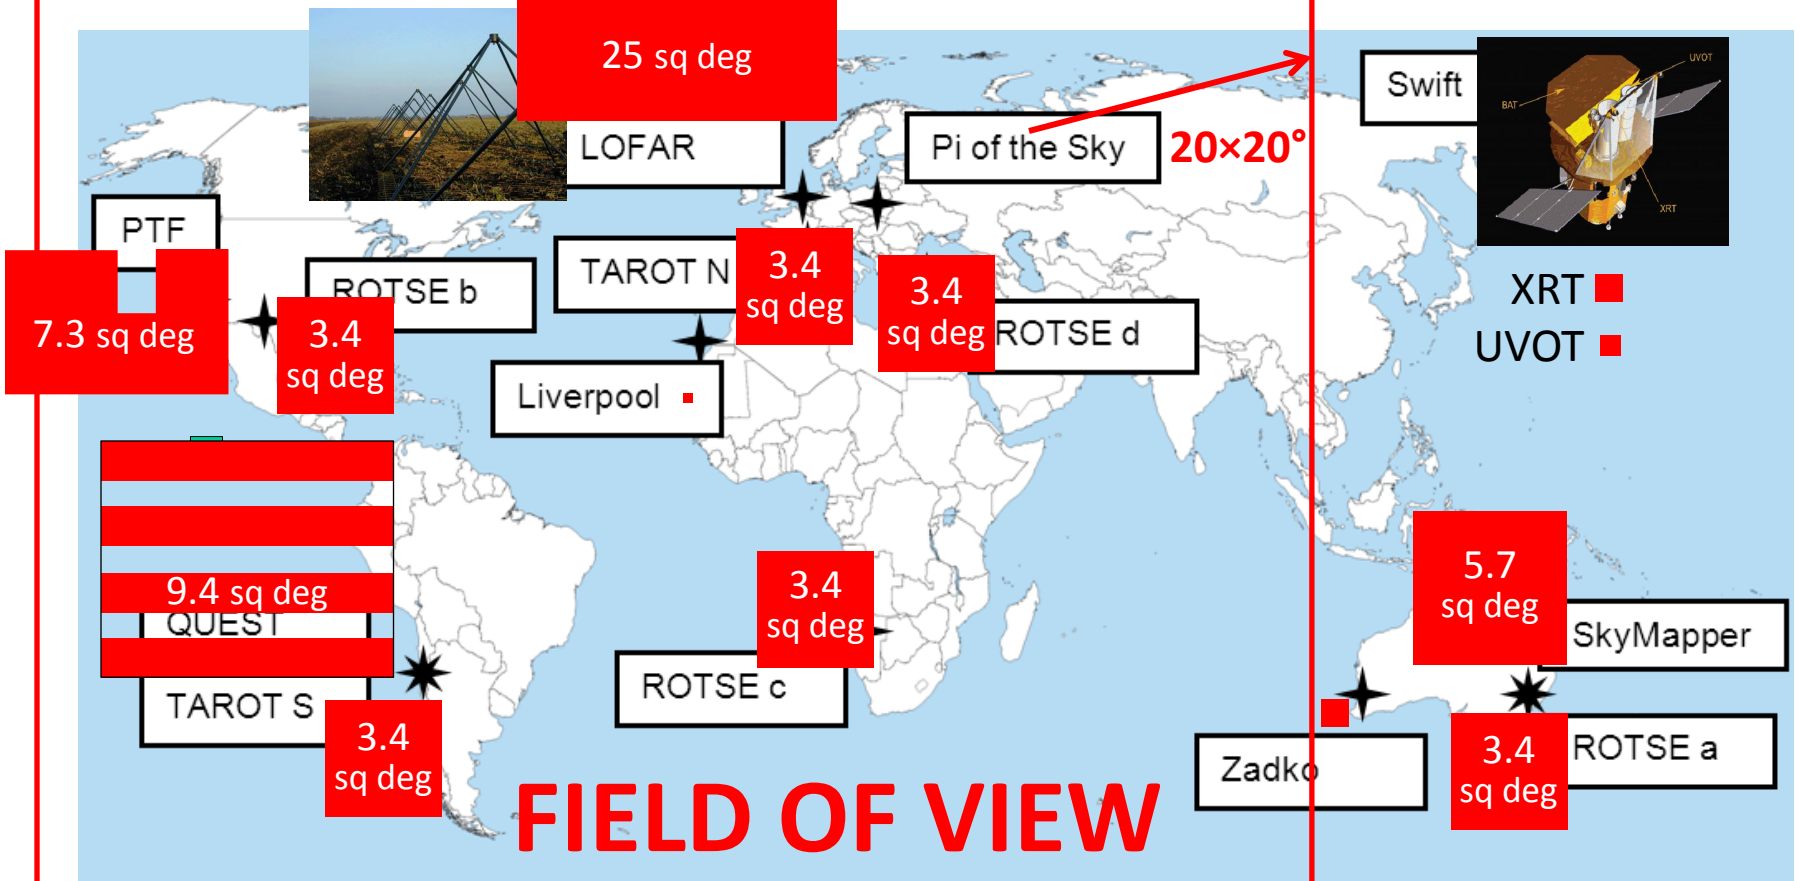 25 sq deg
LOFAR
Pi of the Sky
20×20°
Swift
BAT
UVOT
XRT
PTF
7.3 sq deg
ROTSE b
3.4
sq deg
TAROT N
3.4
sq deg
3.4
sq deg
ROTSE d
XRT
UVOT
Liverpool
9.4 sq deg
QUEST
TAROT S
3.4
sq deg
3.4
sq deg
ROTSE c
5.7
sq deg
SkyMapper
Zadko
3.4
sq deg
ROTSE a
FIELD OF VIEW